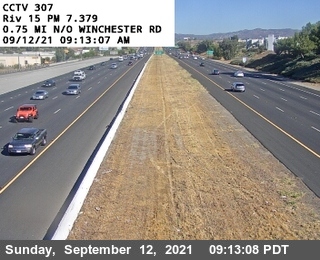 CCTV 307
Riv 15 PM 7.379
0.75 MI N/O WINCHESTER RD
09/12/21 09:13:07 AM
Sunday, September 12, 2021 09:13:08 PDT